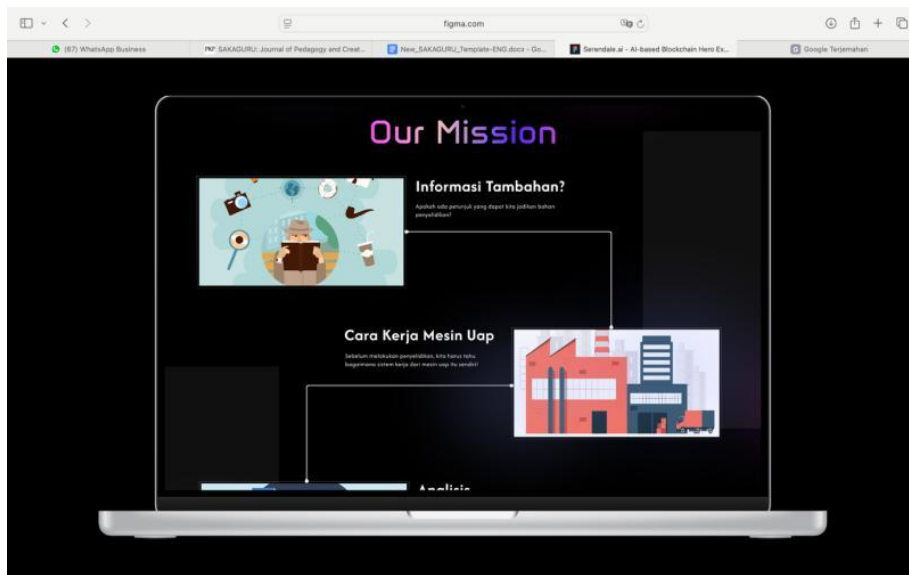 figma.com
(67) WhatsApp Business
PKP SAKAGURU: Journal of Pedagogy and Creat...
New_SAKAGURU_Template-ENG.docx - Go...
Serendale.ai - AI-based Blockchain Hero Ex...
Google Terjemahan
Our Mission
Informasi Tambahan?
Apakah ada petunjuk yang dapat kita jadikan bahan
penyelidikan?
Cara Kerja Mesin Uap
Sebelum melakukan penyelidikan, kita harus tahu
bagaimana sistem kerja dari mesin uap itu sendiri!
Analisis